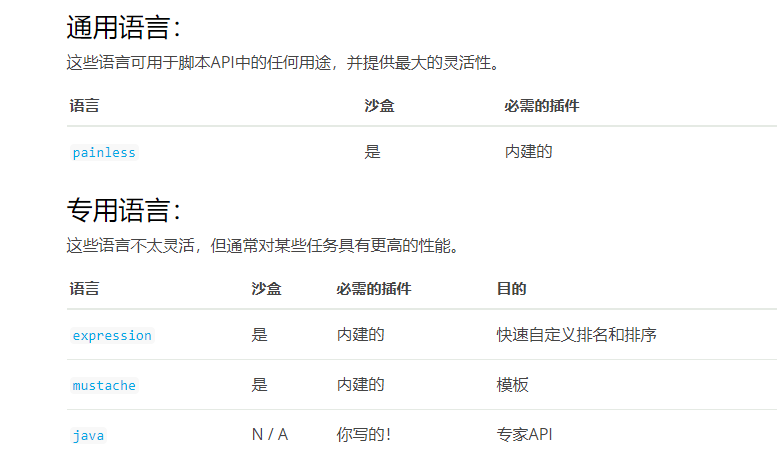 通用语言：
这些语言可用于脚本API中的任何用途，并提供最大的灵活性。
语言 沙盒 必需的插件
painless 是 内建的
专用语言：
这些语言不太灵活，但通常对某些任务具有更高的性能。
语言 沙盒 必需的插件 目的
expression 是 内建的 快速自定义排名和排序
mustache 是 内建的 模板
java N / A 你写的！ 专家API